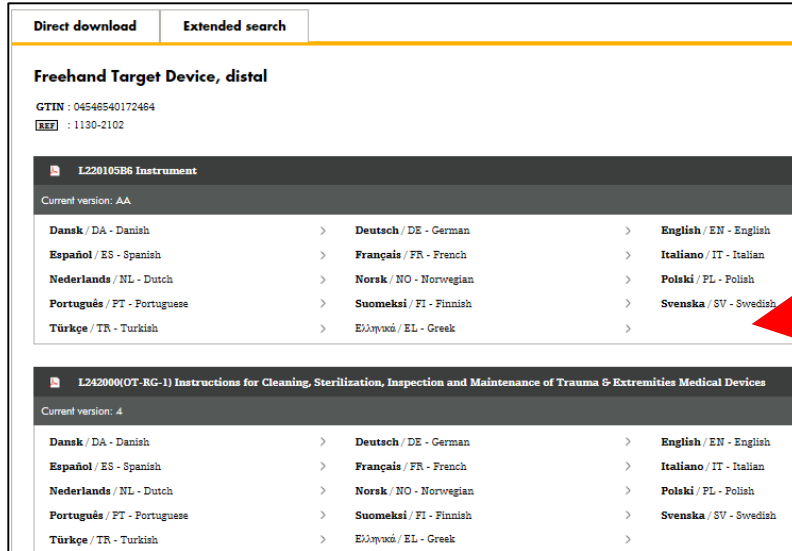 Direct download Extended search
Freehand Target Device, distal
GTIN : 04546540172464
REF : 1130-2102
L220105B6 Instrument
Current version: AA
Dansk / DA - Danish > Deutsch / DE - German > English / EN - English
Español / ES - Spanish > Français / FR - French > Italiano / IT - Italian
Nederlands / NL - Dutch > Norsk / NO - Norwegian > Polski / PL - Polish
Português / PT - Portuguese > Suomeksi / FI - Finnish > Svenska / SV - Swedish
Türkçe / TR - Turkish > Ελληνικά / EL - Greek >
L242000(OT-RG-1) Instructions for Cleaning, Sterilization, Inspection and Maintenance of Trauma & Extremities Medical Devices
Current version: 4
Dansk / DA - Danish > Deutsch / DE - German > English / EN - English
Español / ES - Spanish > Français / FR - French > Italiano / IT - Italian
Nederlands / NL - Dutch > Norsk / NO - Norwegian > Polski / PL - Polish
Português / PT - Portuguese > Suomeksi / FI - Finnish > Svenska / SV - Swedish
Türkçe / TR - Turkish > Ελληνικά / EL - Greek >